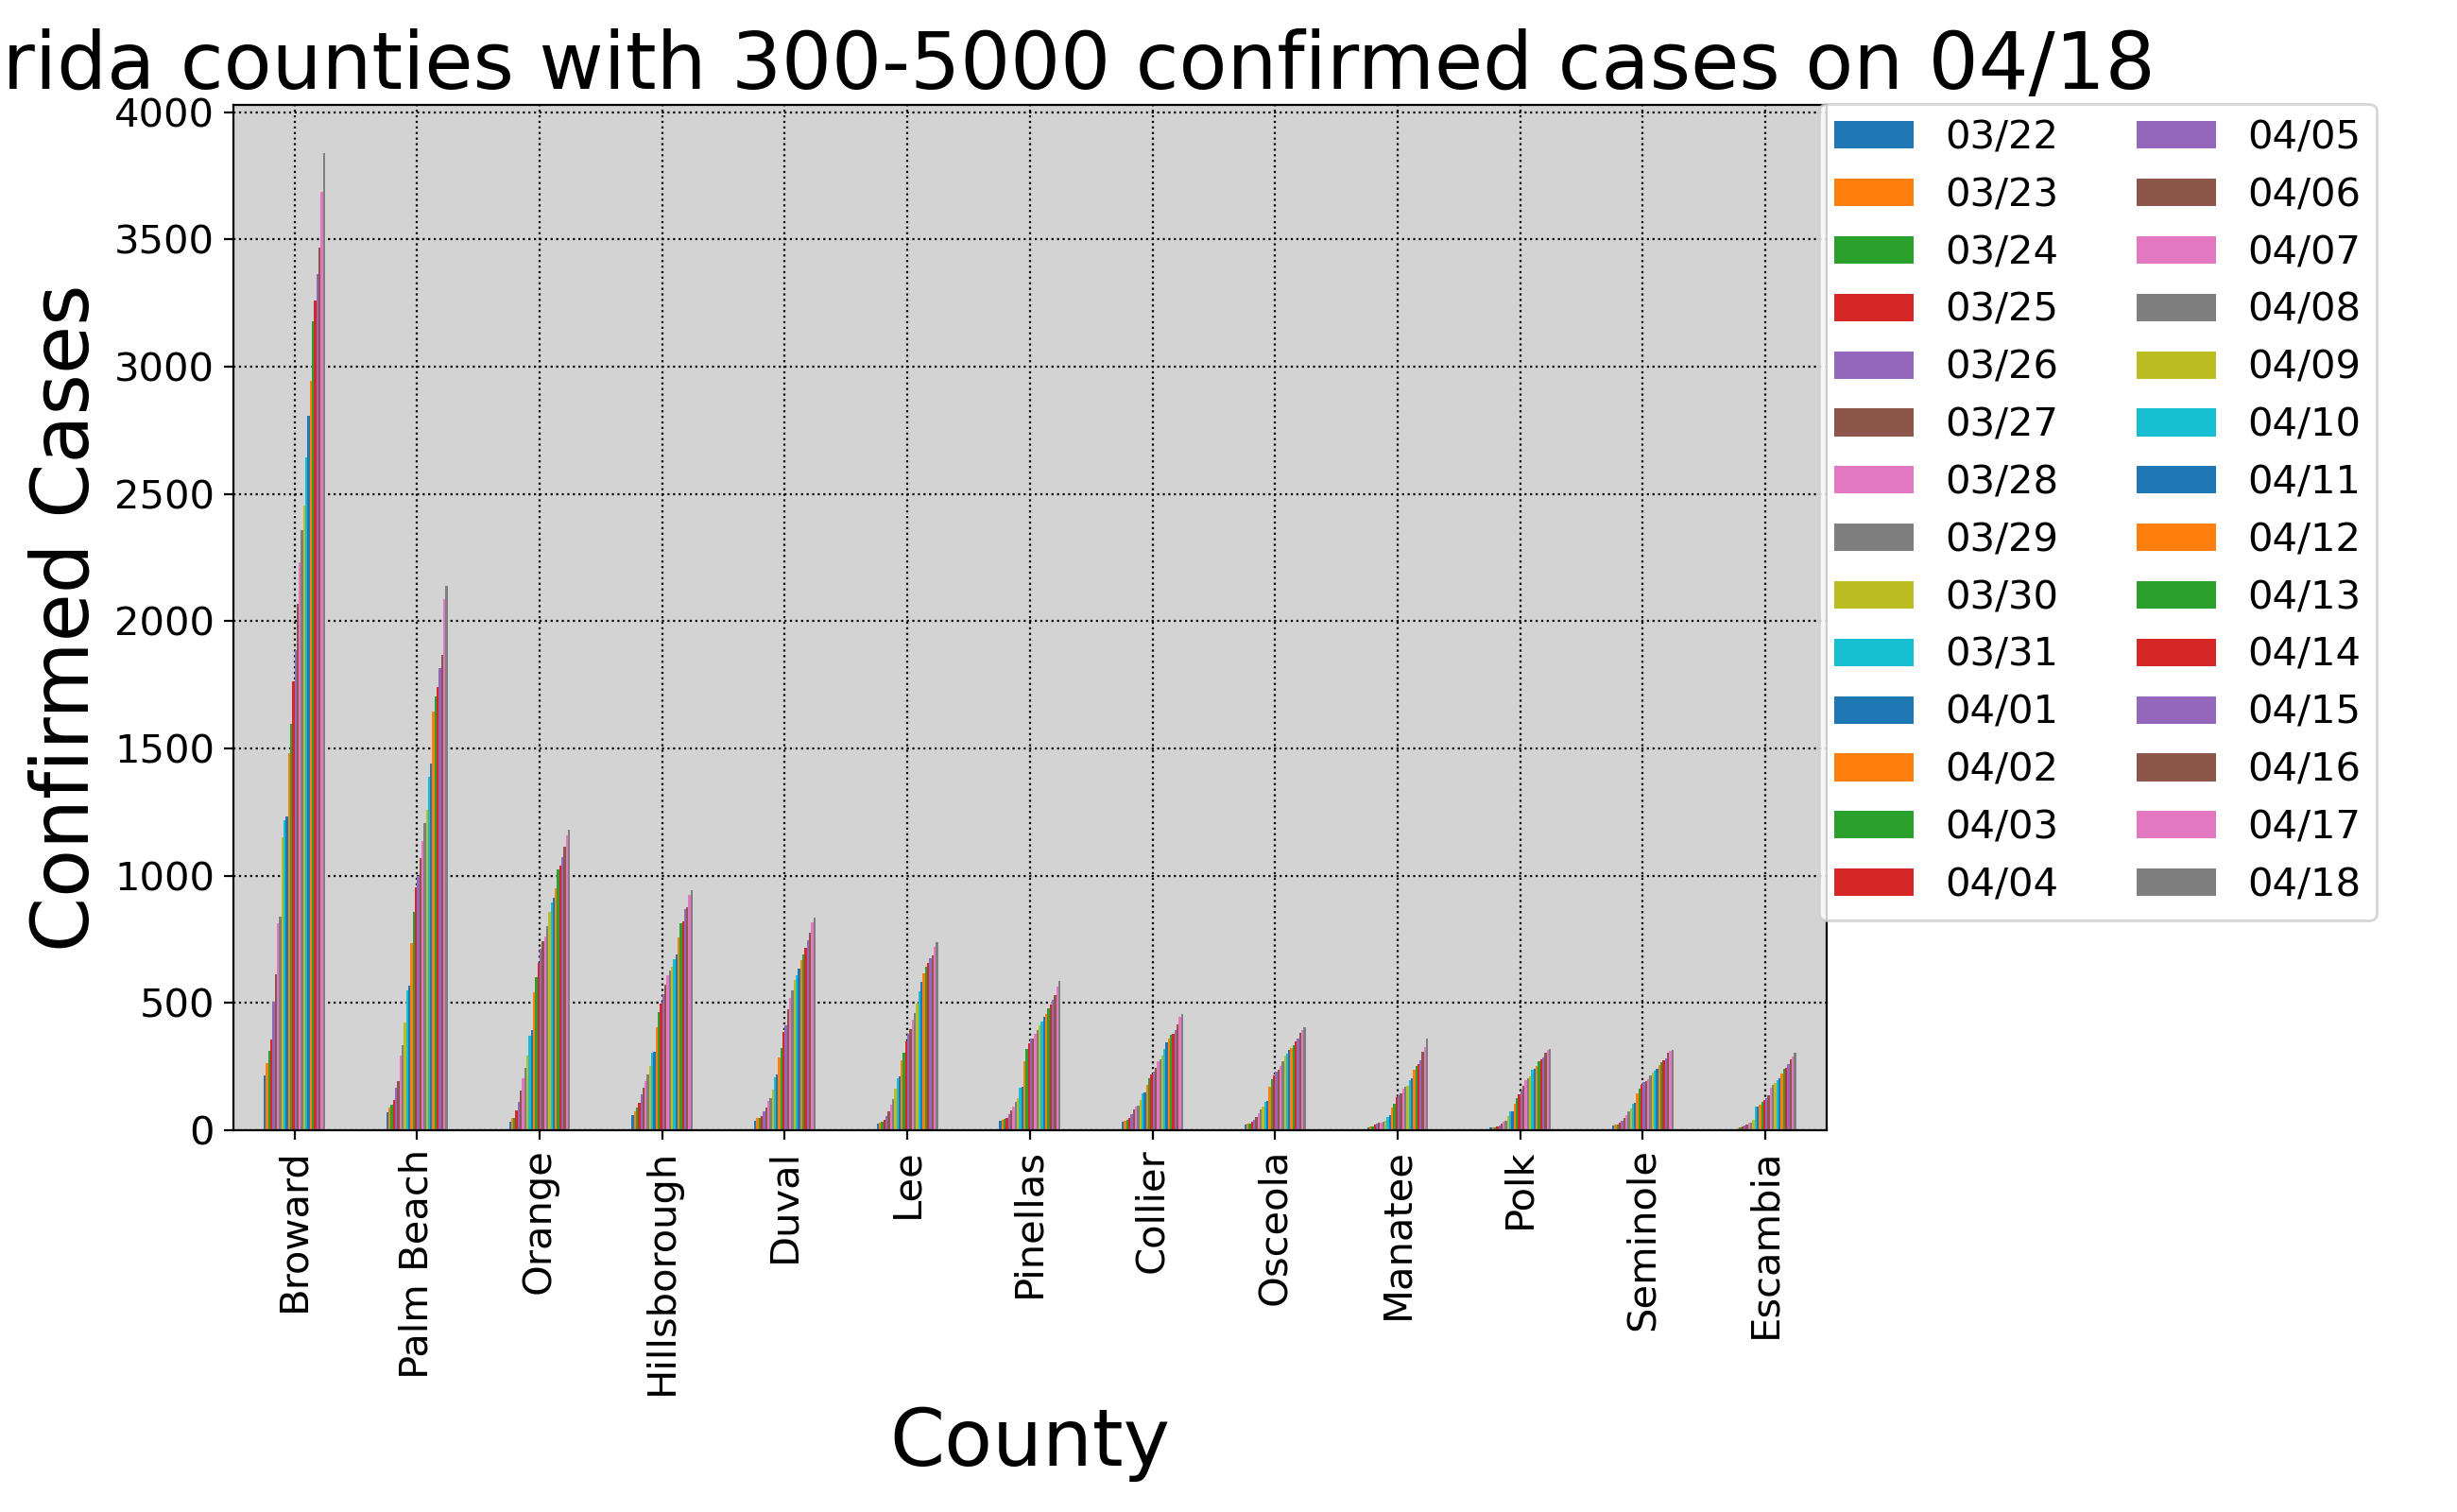 rida counties with 300-5000 confirmed cases on 04/18
4000
3500
3000
2500
2000
1500
1000
500
0
Confirmed Cases
Broward
Palm Beach
Orange
Hillsborough
Duval
Lee
Pinellas
Collier
Osceola
Manatee
Polk
Seminole
Escambia
County
03/22
03/23
03/24
03/25
03/26
03/27
03/28
03/29
03/30
03/31
04/01
04/02
04/03
04/04
04/05
04/06
04/07
04/08
04/09
04/10
04/11
04/12
04/13
04/14
04/15
04/16
04/17
04/18